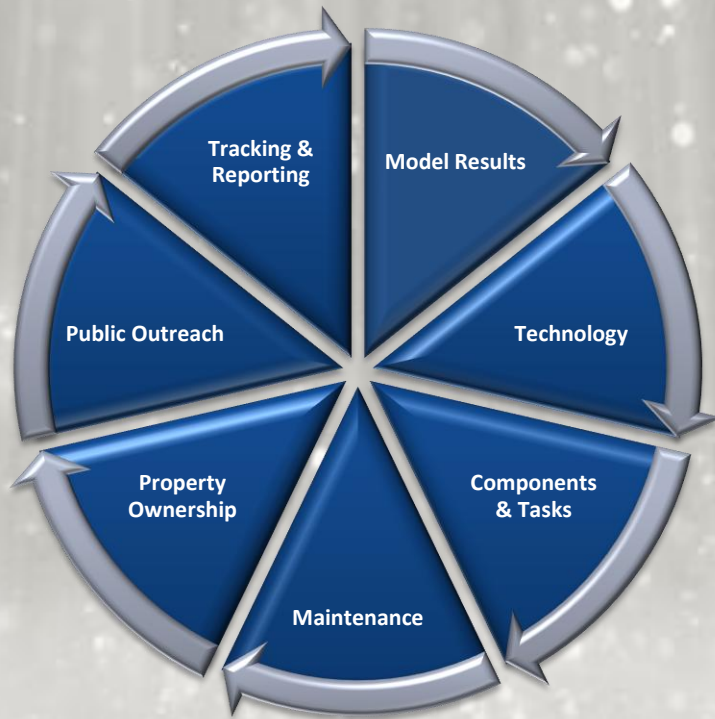 Model Results
Technology
Components
& Tasks
Maintenance
Property
Ownership
Public Outreach
Tracking &
Reporting